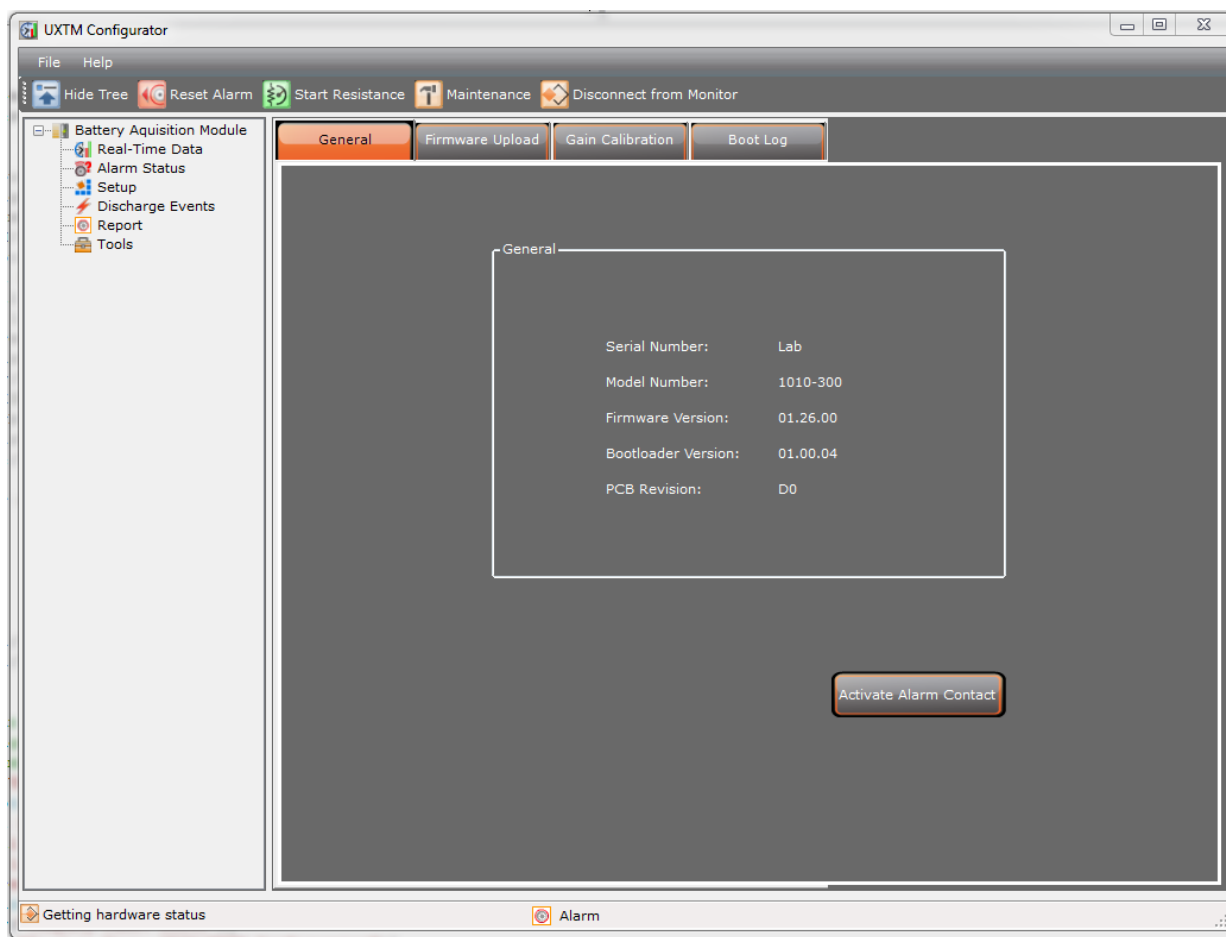 UXTM Configurator
File Help
Hide Tree Reset Alarm Start Resistance Maintenance Disconnect from Monitor
Battery Aquisition Module
Real-Time Data
Alarm Status
Setup
Discharge Events
Report
Tools
General Firmware Upload Gain Calibration Boot Log
General
Serial Number: Lab
Model Number: 1010-300
Firmware Version: 01.26.00
Bootloader Version: 01.00.04
PCB Revision: D0
Activate Alarm Contact
Getting hardware status Alarm